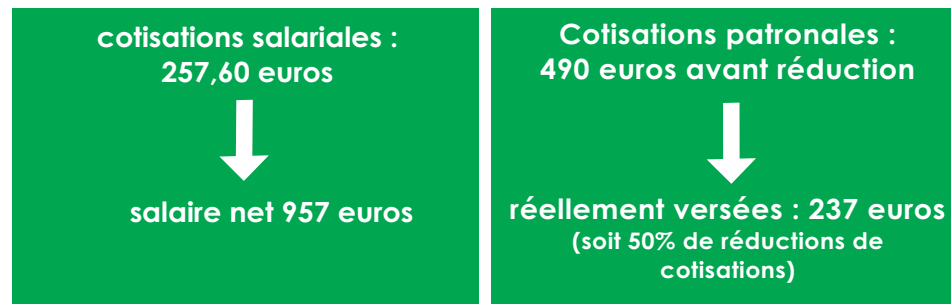 cotisations salariales :
257,60 euros
salaire net 957 euros
Cotisations patronales :
490 euros avant réduction
réellement versées : 237 euros
(soit 50% de réductions de
cotisations)